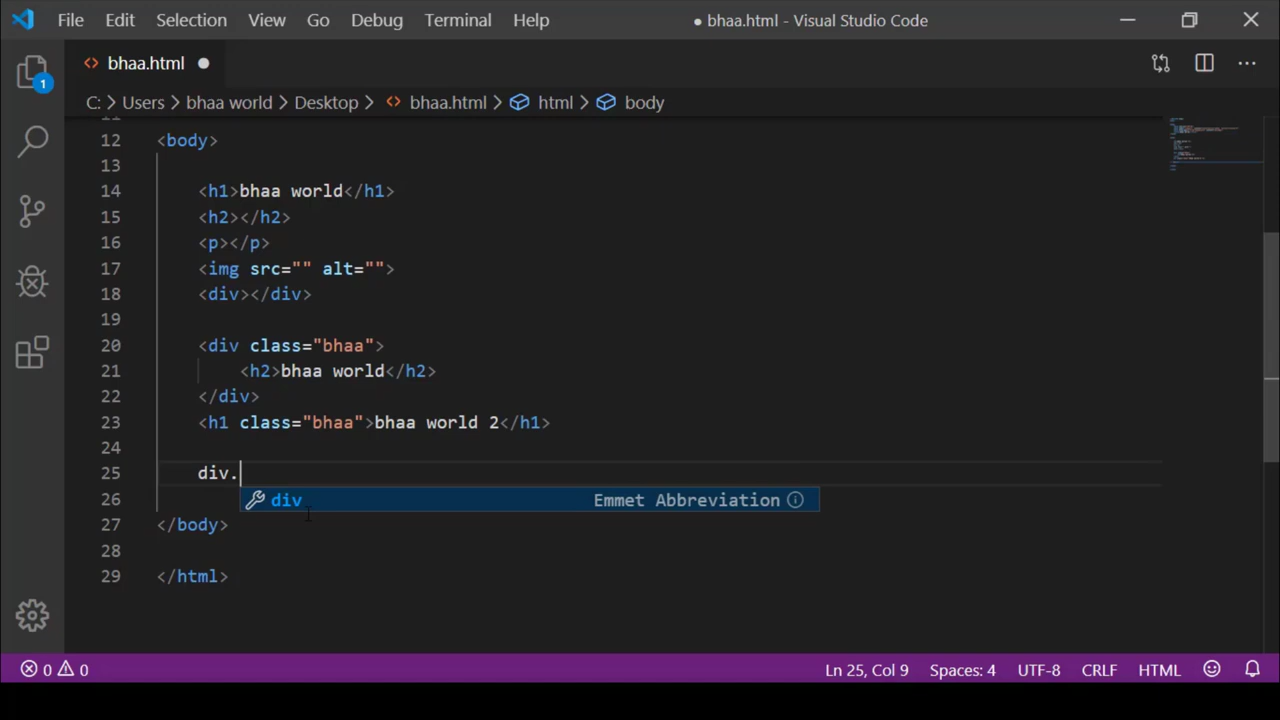 File Edit Selection View Go Debug Terminal Help ● bhaa.html - Visual Studio Code
<> bhaa.html ●
1
C: > Users > bhaa world > Desktop > <> bhaa.html > html > body
11
12 <body>
13
14 <h1>bhaa world</h1>
15 <h2></h2>
16 <p></p>
17 <img src="" alt="">
18 <div></div>
19
20 <div class="bhaa">
21 <h2>bhaa world</h2>
22 </div>
23 <h1 class="bhaa">bhaa world 2</h1>
24
25 div.
26 div Emmet Abbreviation
27 </body>
28
29 </html>
0 0 Ln 25, Col 9 Spaces: 4 UTF-8 CRLF HTML